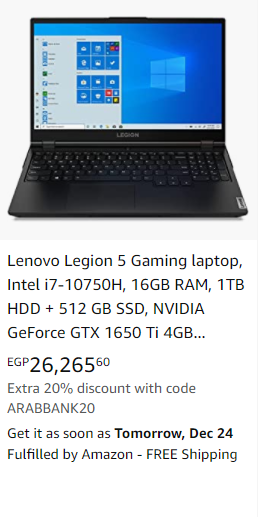 LEGION
Lenovo Legion 5 Gaming laptop,
Intel i7-10750H, 16GB RAM, 1TB
HDD + 512 GB SSD, NVIDIA
GeForce GTX 1650 Ti 4GB...
EGP26,26560
Extra 20% discount with code
ARABBANK20
Get it as soon as Tomorrow, Dec 24
Fulfilled by Amazon - FREE Shipping